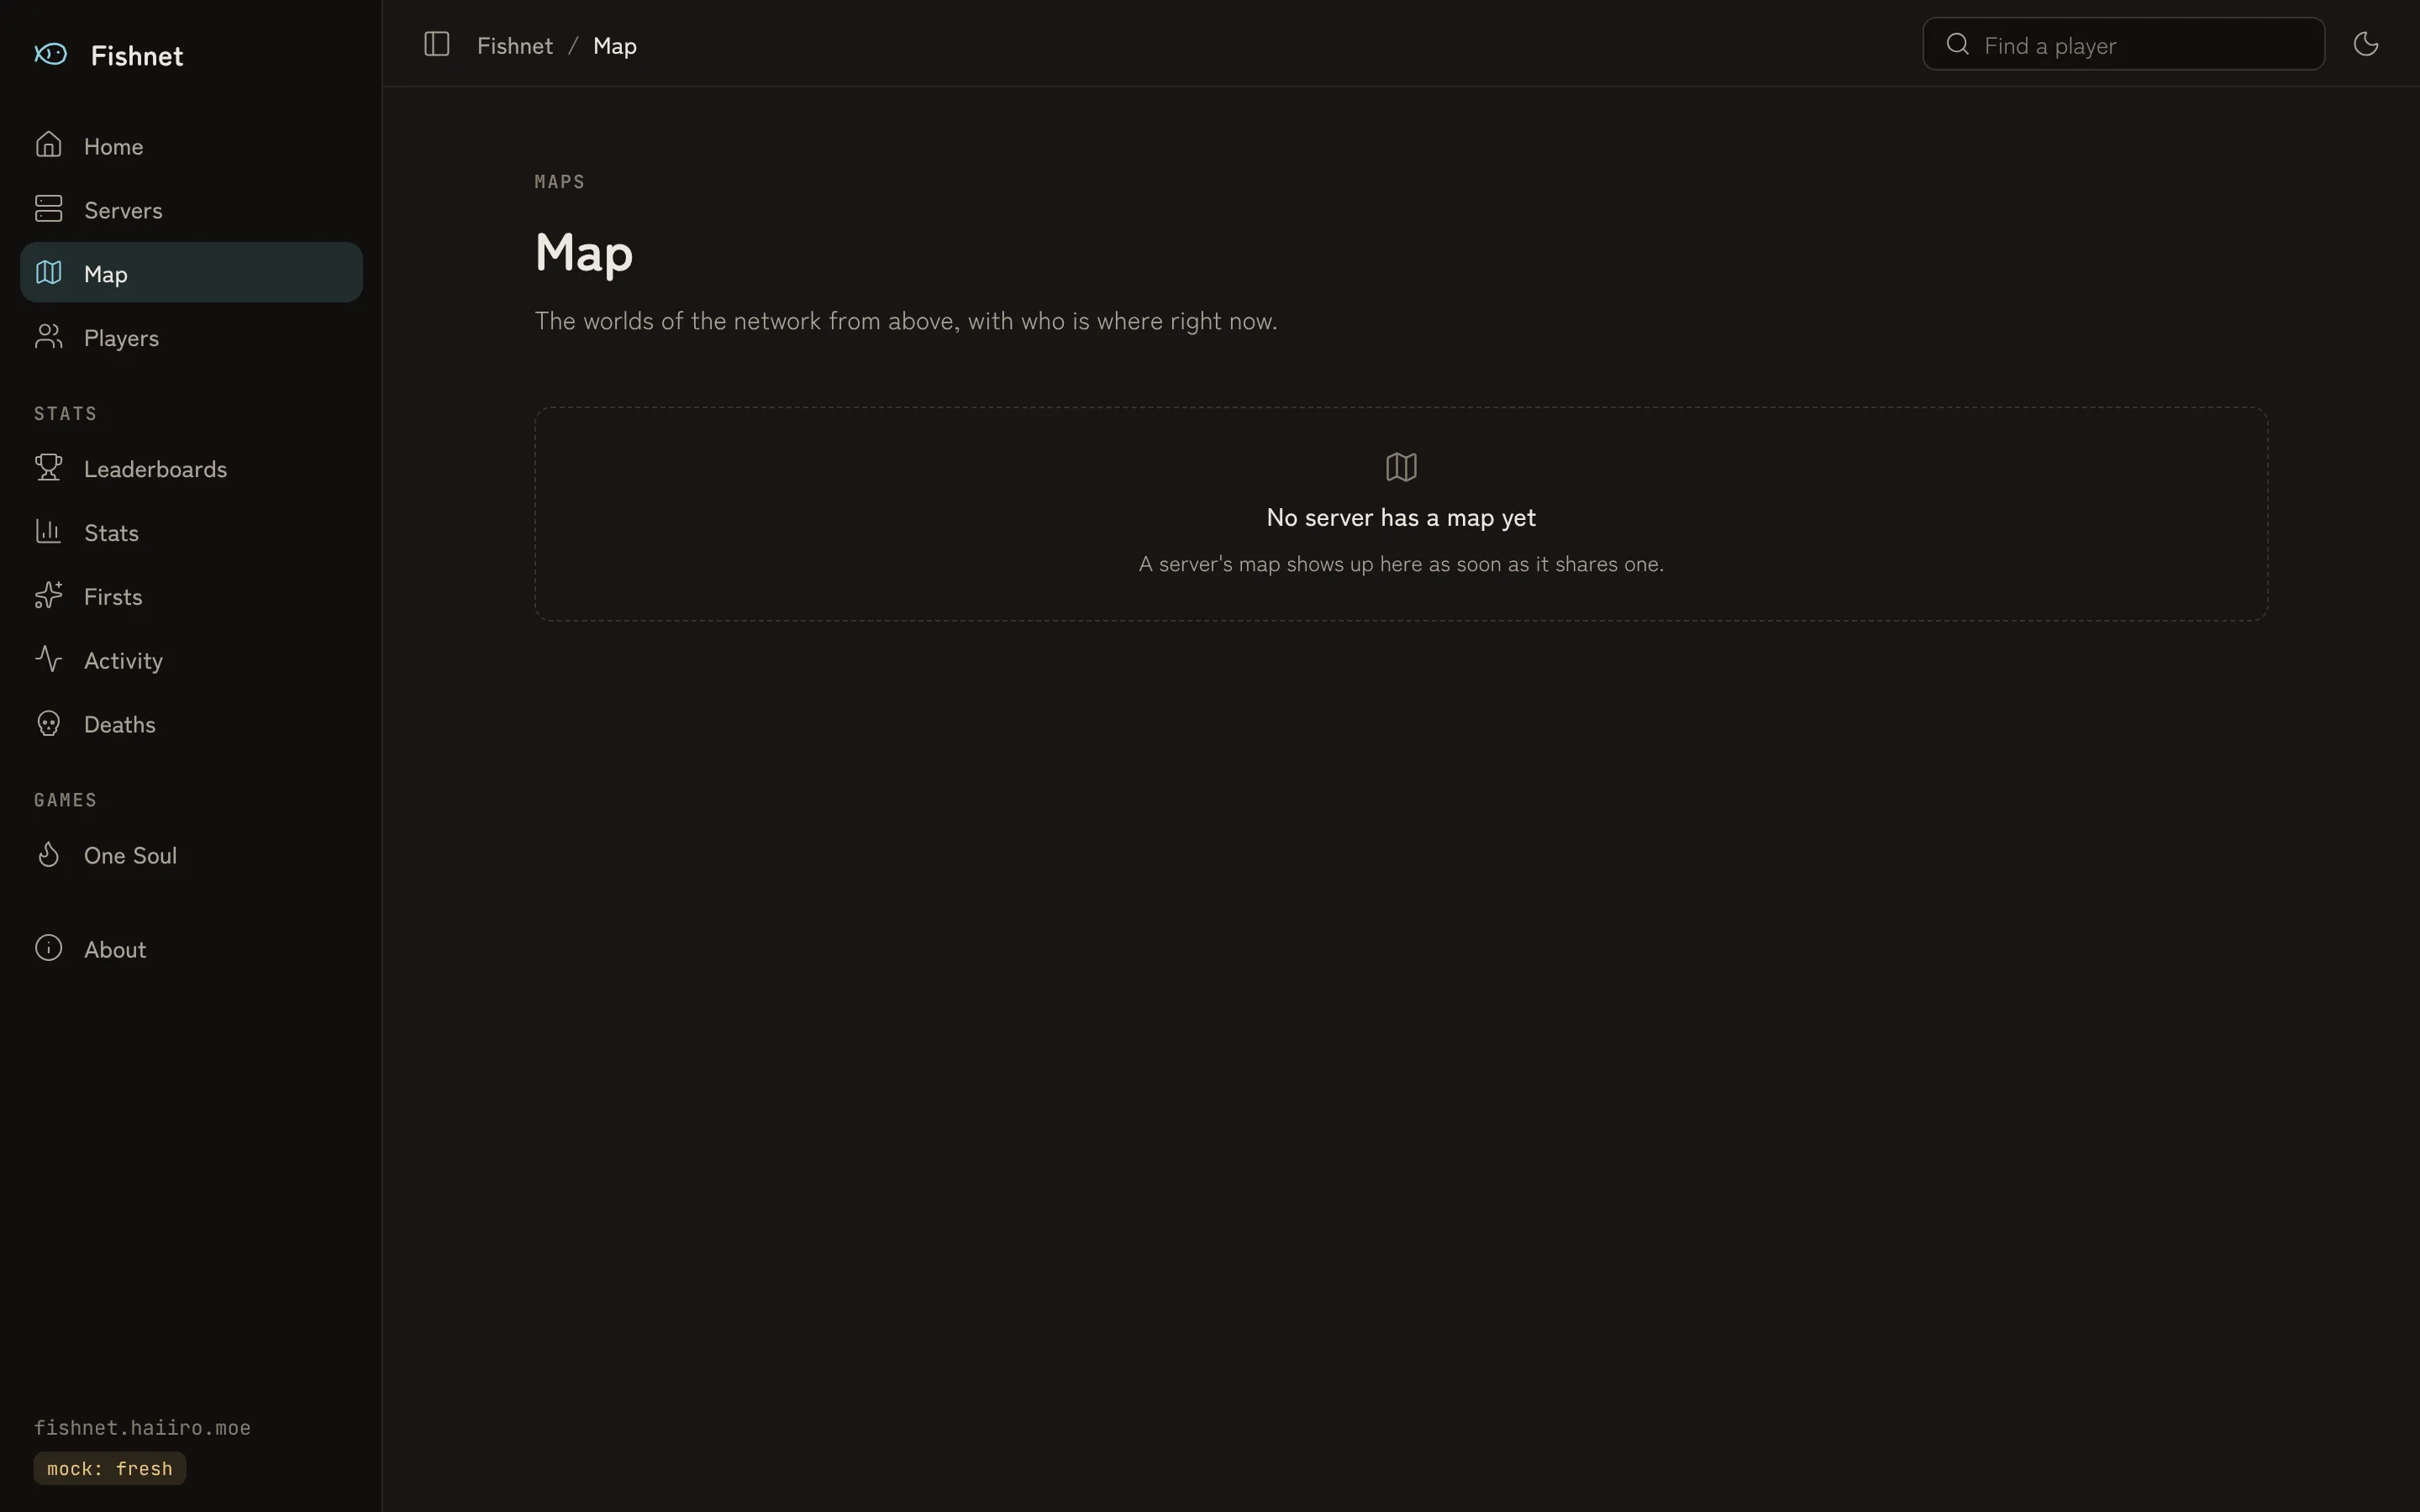 Fishnet
Home
Servers
Map
Players
STATS
Leaderboards
Stats
Firsts
Activity
Deaths
GAMES
One Soul
About
fishnet.haiiro.moe
mock: fresh
Fishnet / Map
Find a player
MAPS
Map
The worlds of the network from above, with who is where right now.
No server has a map yet
A server's map shows up here as soon as it shares one.